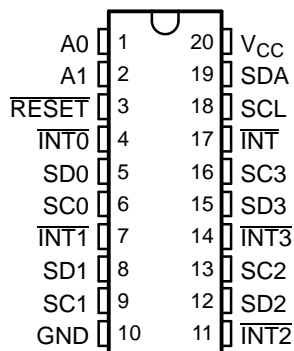 A0 1 20 VCC
A1 2 19 SDA
RESET 3 18 SCL
INT0 4 17 INT
SD0 5 16 SC3
SC0 6 15 SD3
INT1 7 14 INT3
SD1 8 13 SC2
SC1 9 12 SD2
GND 10 11 INT2